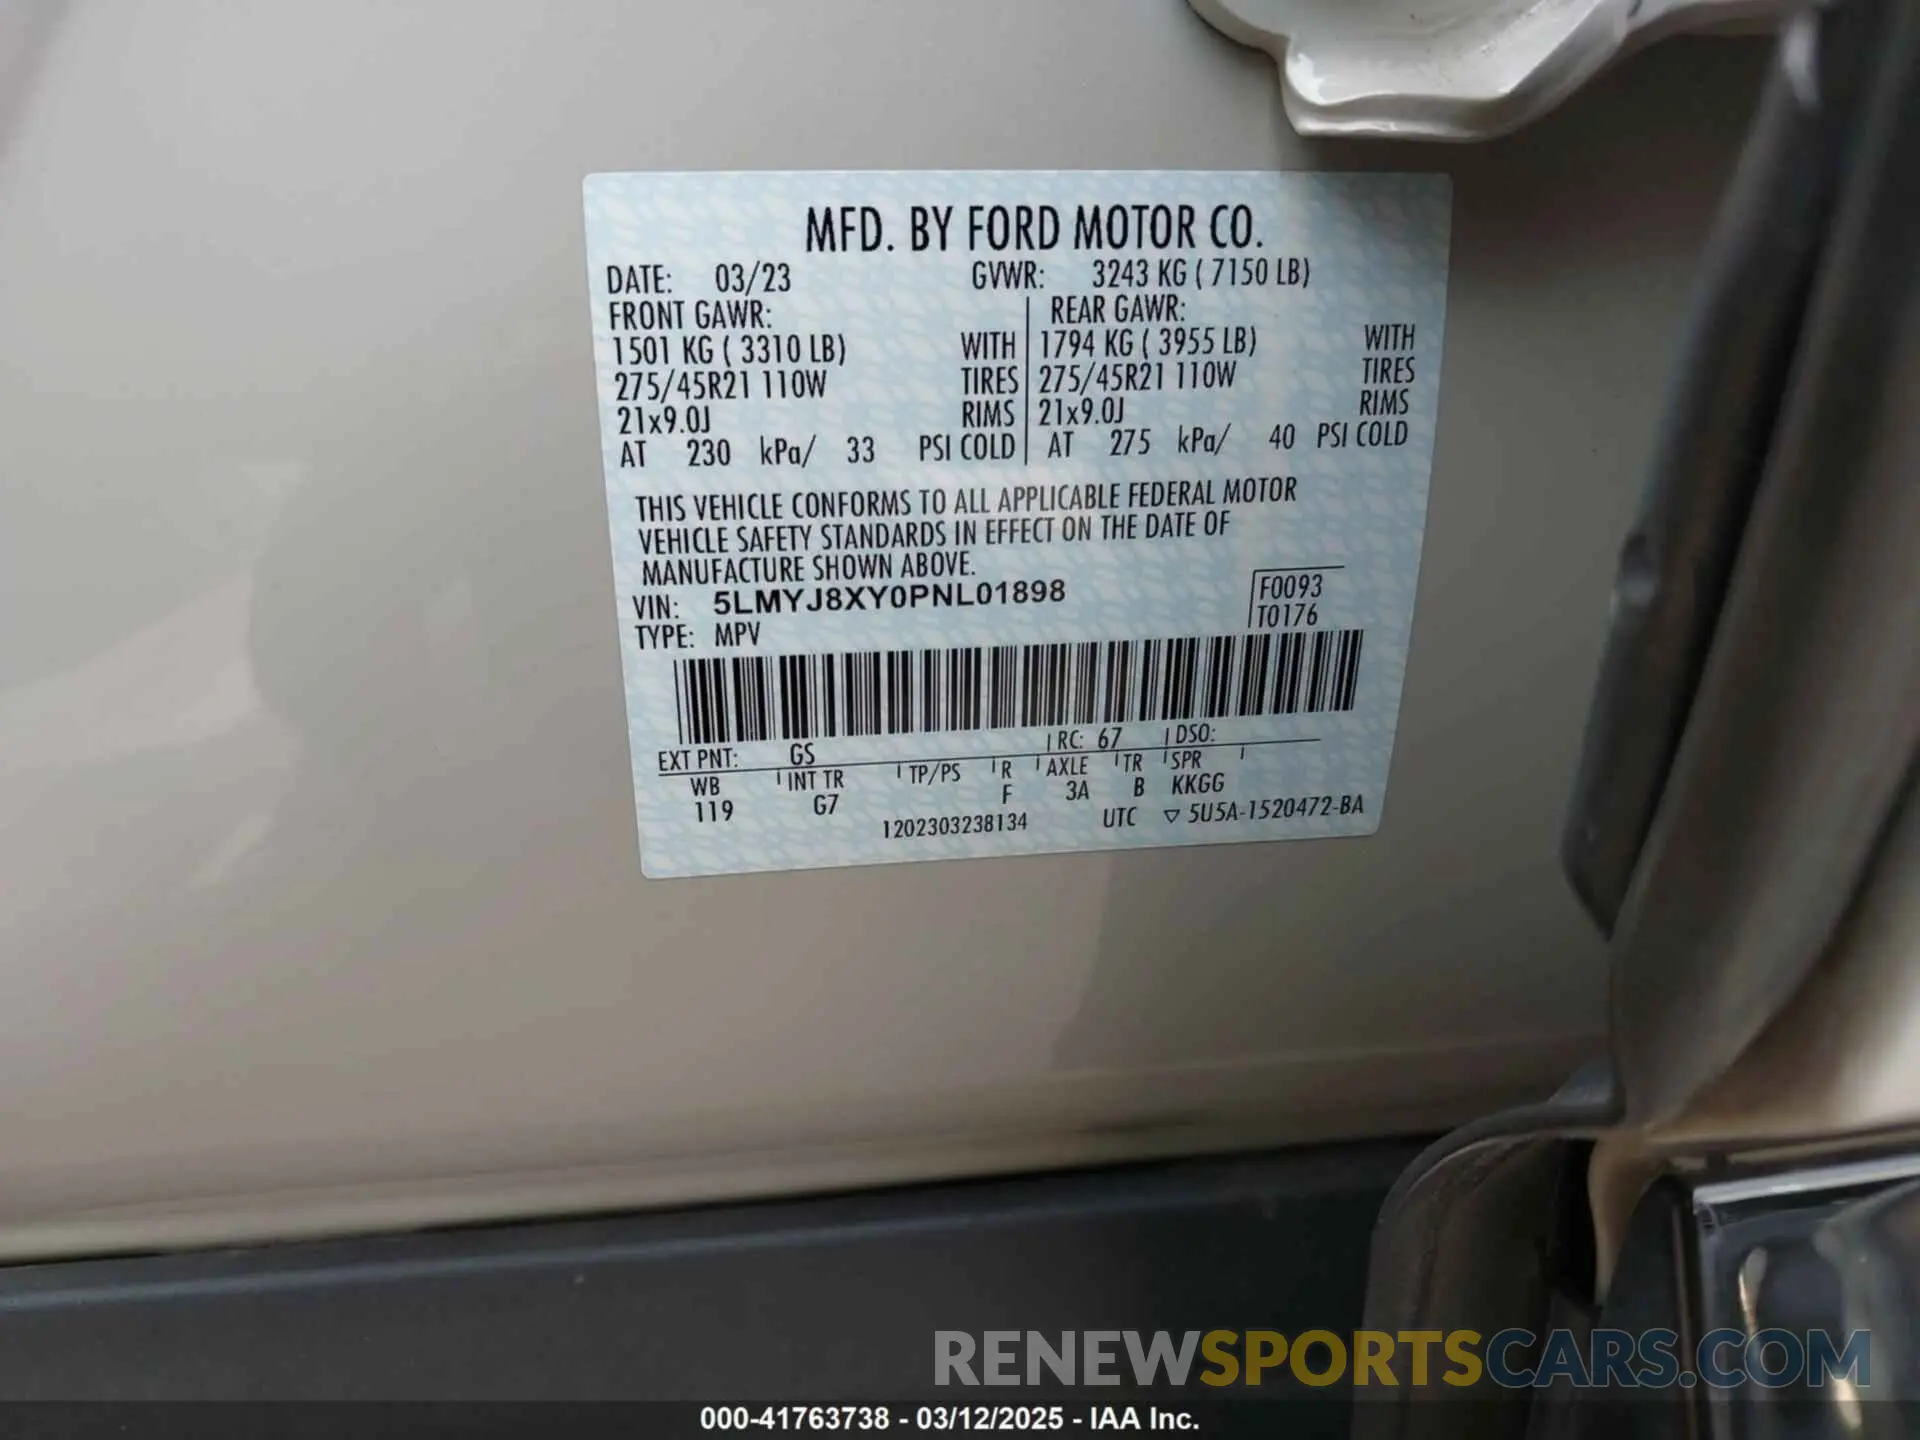 MFD. BY FORD MOTOR CO.
DATE: 03/23 GVWR: 3243 KG ( 7150 LB)
FRONT GAWR: REAR GAWR:
1501 KG ( 3310 LB) WITH 1794 KG ( 3955 LB) WITH
275/45R21 110W TIRES 275/45R21 110W TIRES
21x9.0J RIMS 21x9.0J RIMS
AT 230 kPa/ 33 PSI COLD AT 275 kPa/ 40 PSI COLD
THIS VEHICLE CONFORMS TO ALL APPLICABLE FEDERAL MOTOR
VEHICLE SAFETY STANDARDS IN EFFECT ON THE DATE OF
MANUFACTURE SHOWN ABOVE.
VIN: 5LMYJ8XY0PNL01898 F0093
TYPE: MPV T0176
EXT PNT: GS RC: 67 DSO:
WB INT TR TP/PS R AXLE TR SPR
119 G7 F 3A B KKGG
1202303238134 UTC ▽ 5U5A-1520472-BA
RENEWSPORTSCARS.COM
000-41763738 - 03/12/2025 - IAA Inc.